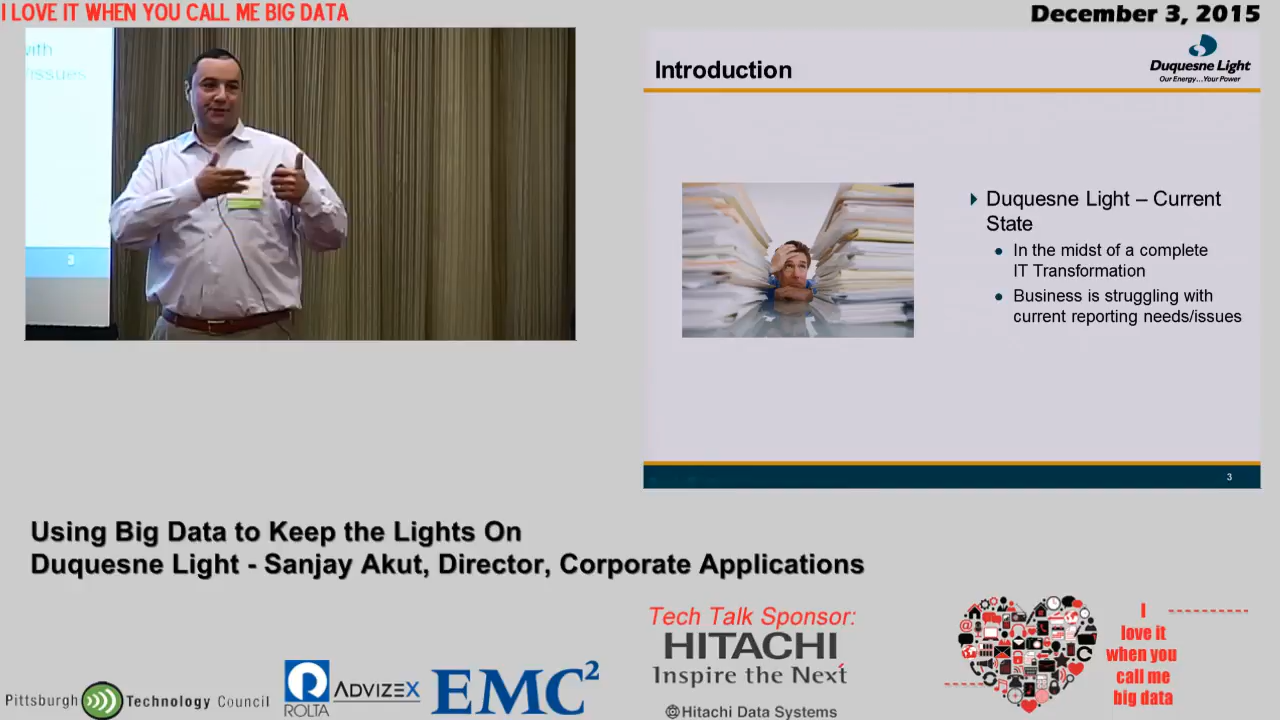 I LOVE IT WHEN YOU CALL ME BIG DATA
December 3, 2015
with
/issues
3
Introduction
Duquesne Light
Our Energy...Your Power
Duquesne Light – Current
State
In the midst of a complete
IT Transformation
Business is struggling with
current reporting needs/issues
3
Using Big Data to Keep the Lights On
Duquesne Light - Sanjay Akut, Director, Corporate Applications
Pittsburgh Technology Council
ROLTA
ADVIZEX
EMC²
Tech Talk Sponsor:
HITACHI
Inspire the Next
Hitachi Data Systems
I
love it
when you
call me
big data